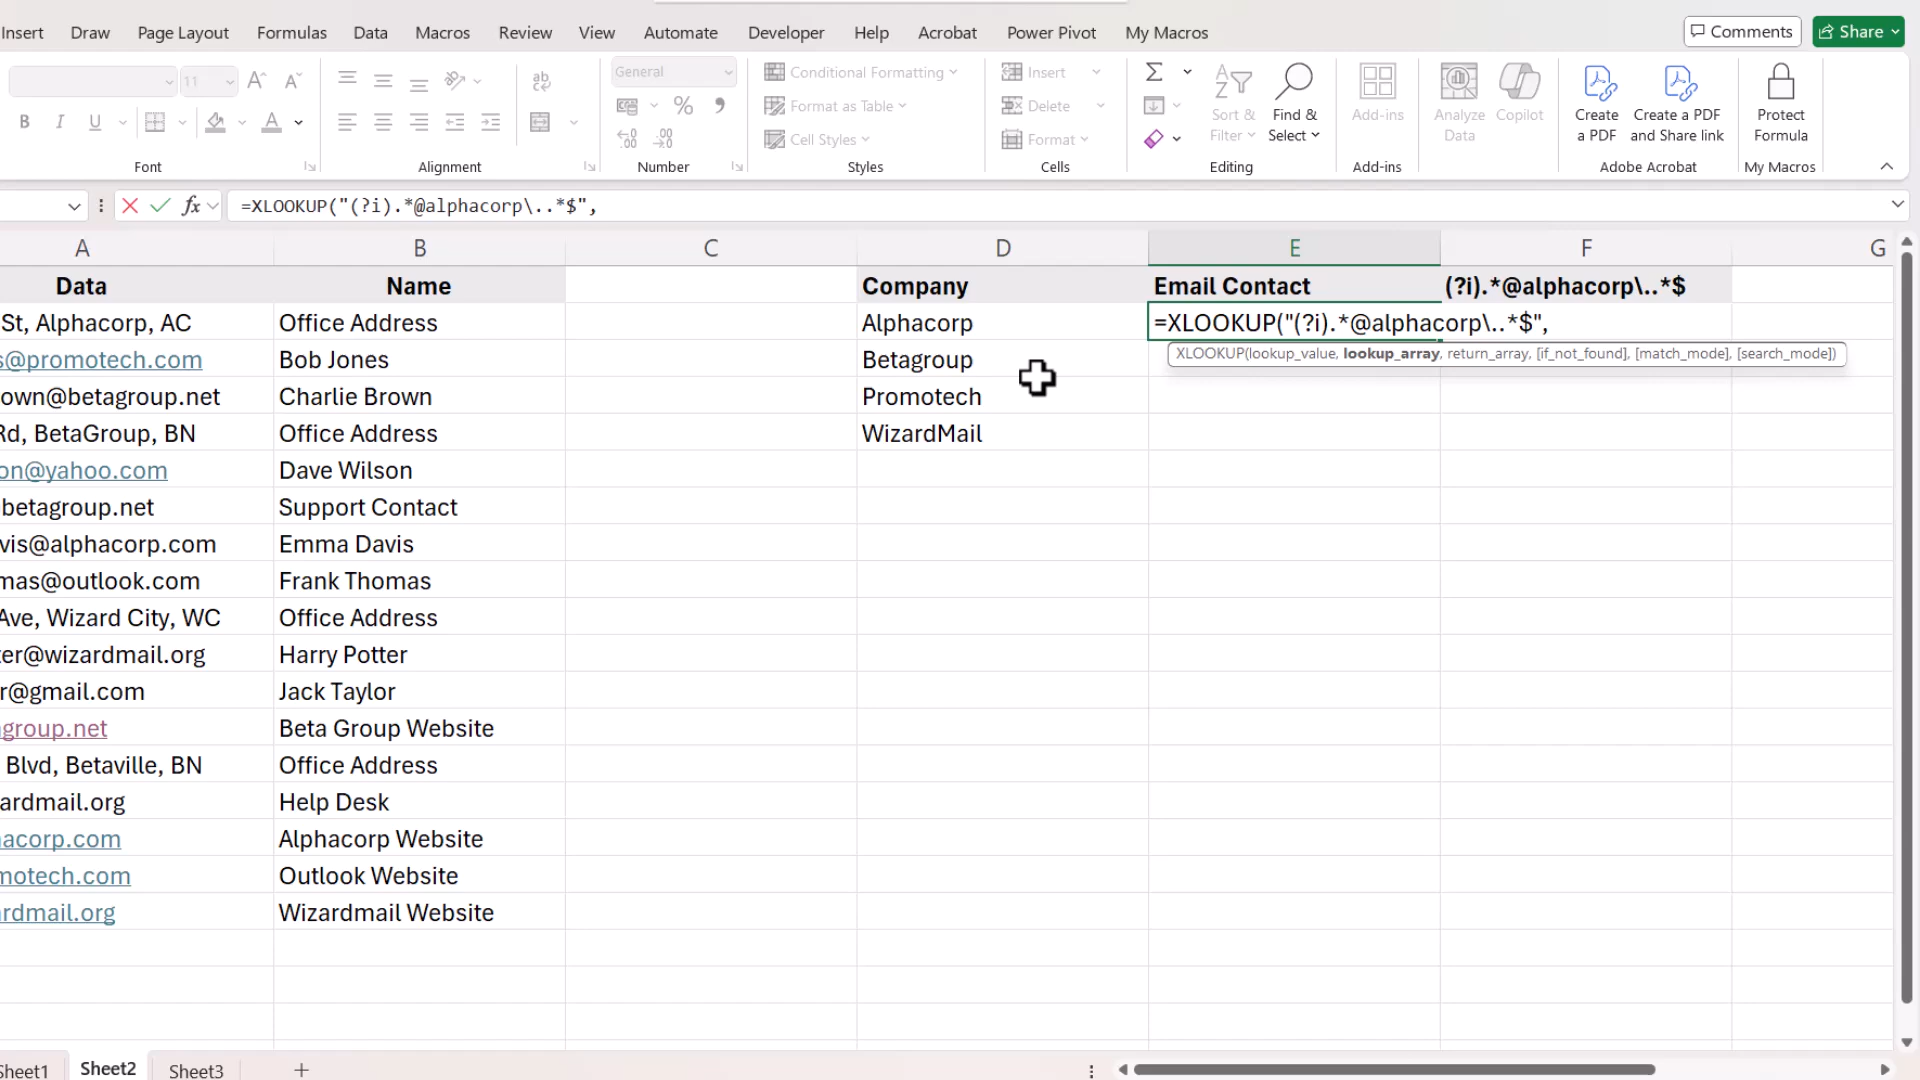 Insert Draw Page Layout Formulas Data Macros Review View Automate Developer Help Acrobat Power Pivot My Macros Comments Share
11 General Conditional Formatting Insert
Format as Table Delete Sort & Filter Find & Select Add-ins Analyze Data Copilot Create a PDF Create a PDF and Share link Protect Formula
B I U A Cell Styles Format
Font Alignment Number Styles Cells Editing Add-ins Adobe Acrobat My Macros
fx =XLOOKUP("(?i).*@alphacorp\..*$",
A B C D E F G
Data Name Company Email Contact (?i).*@alphacorp\..*$
St, Alphacorp, AC Office Address Alphacorp =XLOOKUP("(?i).*@alphacorp\..*$",
XLOOKUP(lookup_value, lookup_array, return_array, [if_not_found], [match_mode], [search_mode])
s@promotech.com Bob Jones Betagroup
own@betagroup.net Charlie Brown Promotech
Rd, BetaGroup, BN Office Address WizardMail
on@yahoo.com Dave Wilson
betagroup.net Support Contact
vis@alphacorp.com Emma Davis
mas@outlook.com Frank Thomas
Ave, Wizard City, WC Office Address
ter@wizardmail.org Harry Potter
r@gmail.com Jack Taylor
group.net Beta Group Website
Blvd, Betaville, BN Office Address
ardmail.org Help Desk
acorp.com Alphacorp Website
motech.com Outlook Website
ardmail.org Wizardmail Website
Sheet1 Sheet2 Sheet3